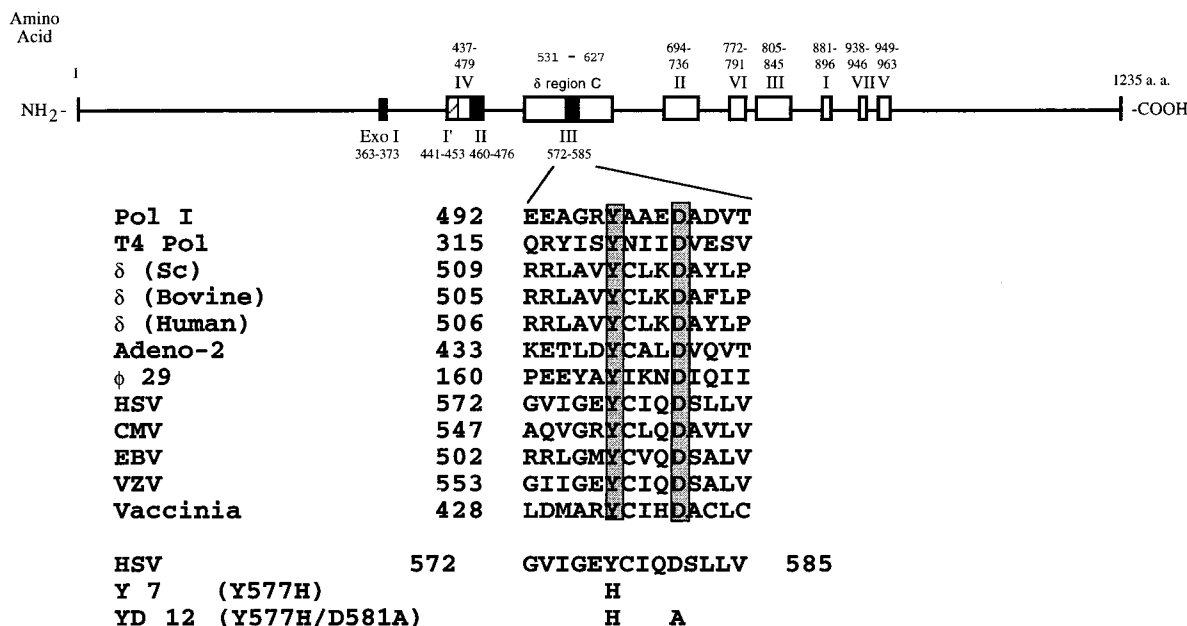 Amino
Acid
437- 531 - 627 694- 772- 805- 881- 938- 949-
1 479 736 791 845 896 946 963
IV δ region C II VI III I VII V 1235 a. a.
NH2- -COOH
Exo I I' II III
363-373 441-453 460-476 572-585
Pol I 492 EEAGRYAAEDADVT
T4 Pol 315 QRYISYNIIDVESV
δ (Sc) 509 RRLAVYCLKDAYLP
δ (Bovine) 505 RRLAVYCLKDAFLP
δ (Human) 506 RRLAVYCLKDAYLP
Adeno-2 433 KETLDYCALDVQVT
ϕ 29 160 PEEYAYIKNDIQII
HSV 572 GVIGEYCIQDSLLV
CMV 547 AQVGRYCLQDAVLV
EBV 502 RRLGMYCVQDSALV
VZV 553 GIIGEYCIQDSALV
Vaccinia 428 LDMARYCIHDACLC
HSV 572 GVIGEYCIQDSLLV 585
Y 7 (Y577H) H
YD 12 (Y577H/D581A) H A